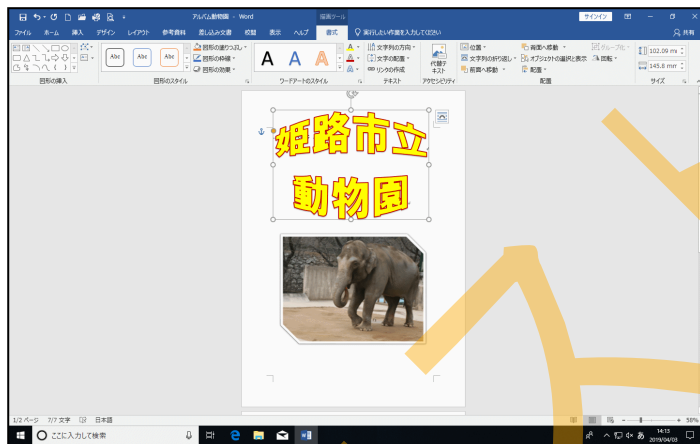 アルバム動物園 - Word
描画ツール
サインイン
ファイル ホーム 挿入 デザイン レイアウト 参考資料 差し込み文書 校閲 表示 ヘルプ 書式 実行したい作業を入力してください 共有
Abc Abc Abc
図形の塗りつぶし
図形の枠線
図形の効果
A A A
文字列の方向
文字の配置
リンクの作成
代替テキスト
位置
文字列の折り返し
前面へ移動
背面へ移動
オブジェクトの選択と表示
配置
グループ化
回転
102.09 mm
145.8 mm
図形の挿入 図形のスタイル ワードアートのスタイル テキスト アクセシビリティ 配置 サイズ
姫路市立
動物園
1/2 ページ 7/7 文字 日本語
58%
ここに入力して検索
あ
14:13
2019/04/03